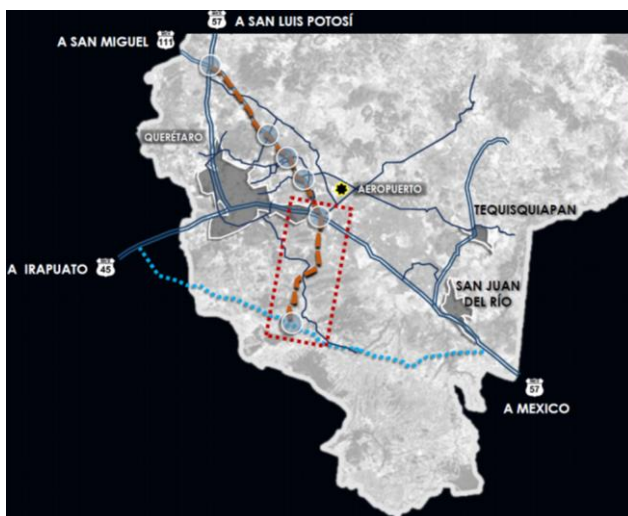 57
A SAN LUIS POTOSÍ
A SAN MIGUEL
111
QUERÉTARO
AEROPUERTO
TEQUISQUIAPAN
A IRAPUATO
45
SAN JUAN
DEL RÍO
57
A MEXICO